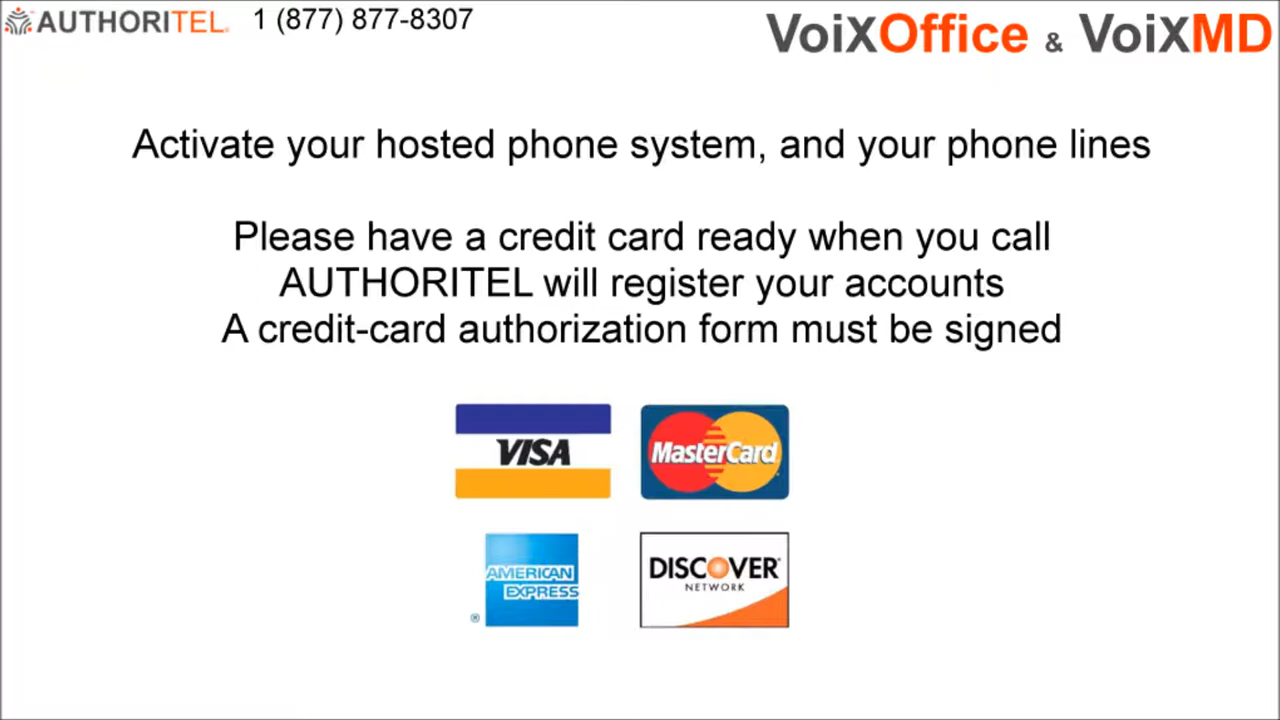 AUTHORITEL® 1 (877) 877-8307
VoiXOffice & VoiXMD
Activate your hosted phone system, and your phone lines
Please have a credit card ready when you call
AUTHORITEL will register your accounts
A credit-card authorization form must be signed
VISA
MasterCard
AMERICAN
EXPRESS
®
DISCOVER®
NETWORK